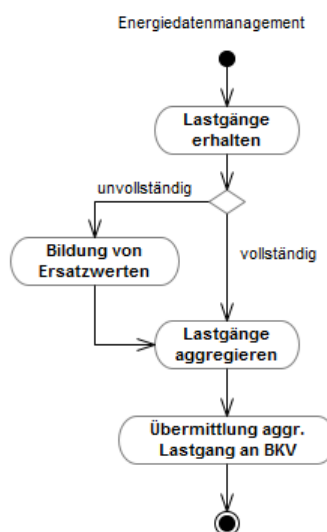 Energiedatenmanagement
Lastgänge
erhalten
unvollständig
vollständig
Bildung von
Ersatzwerten
Lastgänge
aggregieren
Übermittlung aggr.
Lastgang an BKV